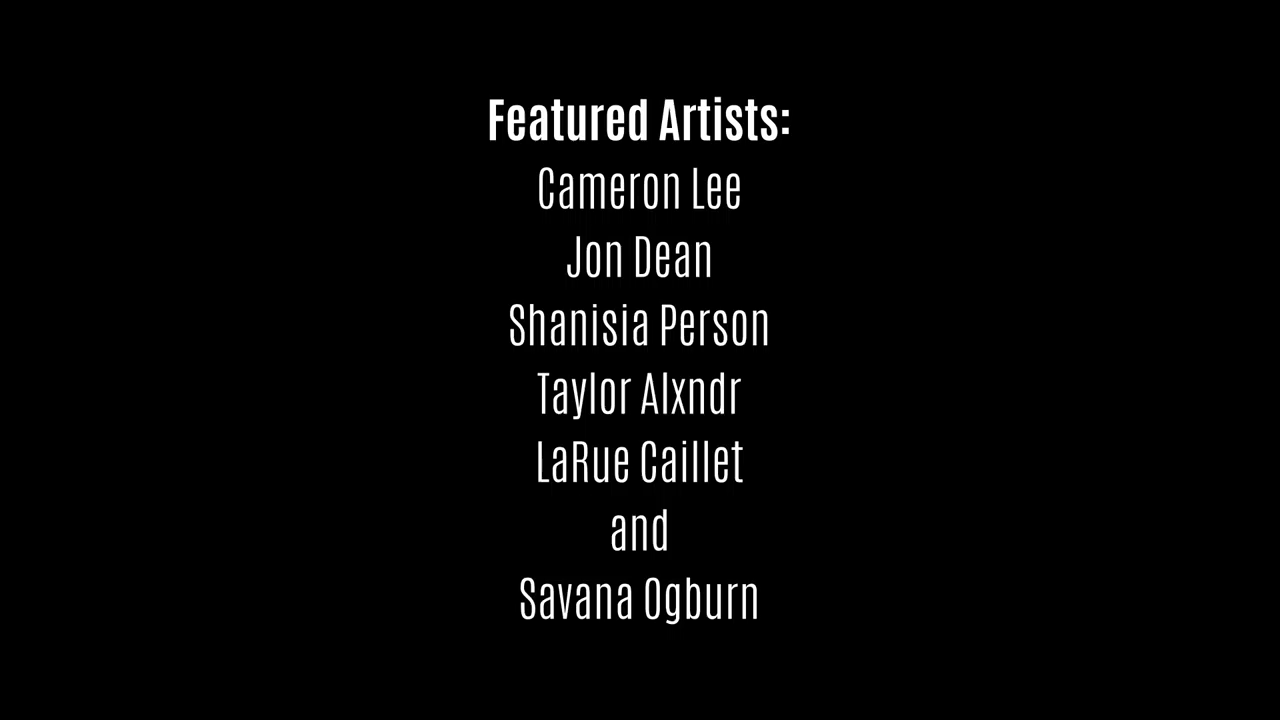 Featured Artists:
Cameron Lee
Jon Dean
Shanisia Person
Taylor Alxndr
LaRue Caillet
and
Savana Ogburn